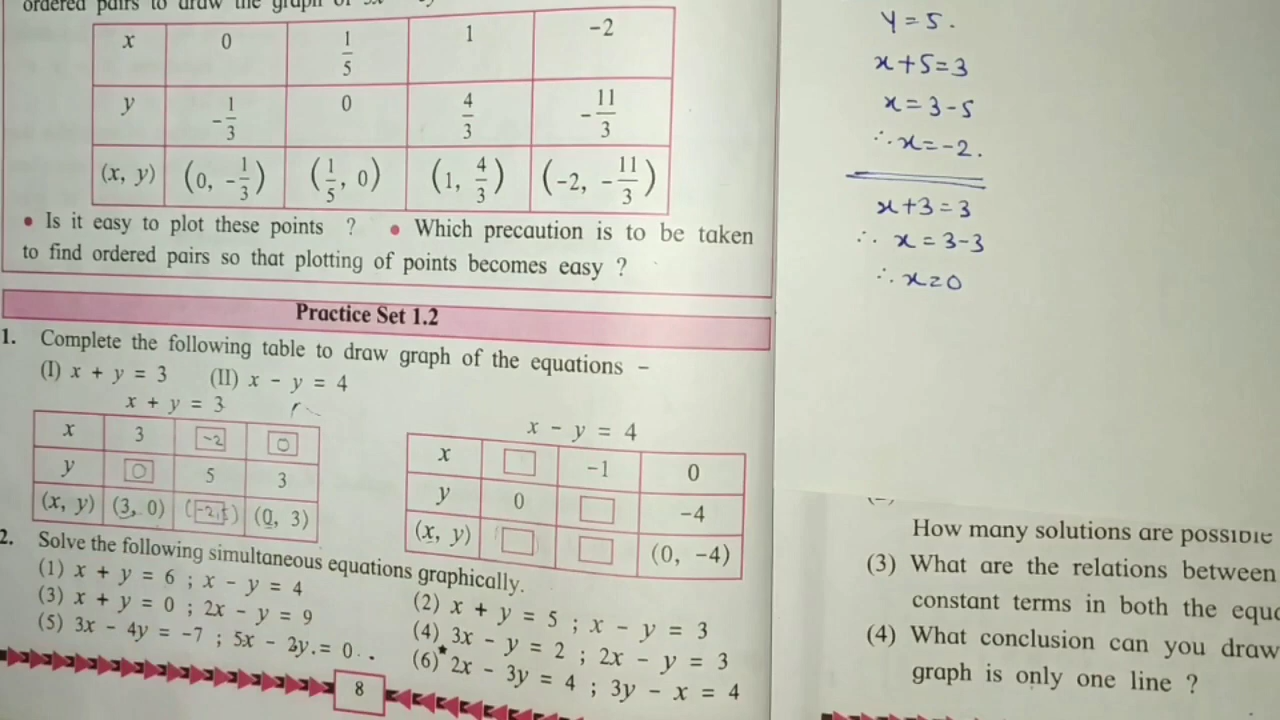 ordered pairs to draw the graph of
x 0 1/5 1 -2
y -1/3 0 4/3 -11/3
(x, y) (0, -1/3) (1/5, 0) (1, 4/3) (-2, -11/3)
• Is it easy to plot these points ? • Which precaution is to be taken
to find ordered pairs so that plotting of points becomes easy ?
Practice Set 1.2
1. Complete the following table to draw graph of the equations -
(I) x + y = 3 (II) x - y = 4
x + y = 3
x 3 -2 0
y 0 5 3
(x, y) (3, 0) (-2,5) (0, 3)
x - y = 4
x □ -1 0
y 0 □ -4
(x, y) □ □ (0, -4)
2. Solve the following simultaneous equations graphically.
(1) x + y = 6 ; x - y = 4
(2) x + y = 5 ; x - y = 3
(3) x + y = 0 ; 2x - y = 9
(4) 3x - y = 2 ; 2x - y = 3
(5) 3x - 4y = -7 ; 5x - 2y = 0
(6)* 2x - 3y = 4 ; 3y - x = 4
8
y = 5.
x+5=3
x = 3-5
∴x=-2.
x+3=3
∴ x = 3-3
∴x=0
How many solutions are possible
(3) What are the relations between
constant terms in both the equa
(4) What conclusion can you draw
graph is only one line ?